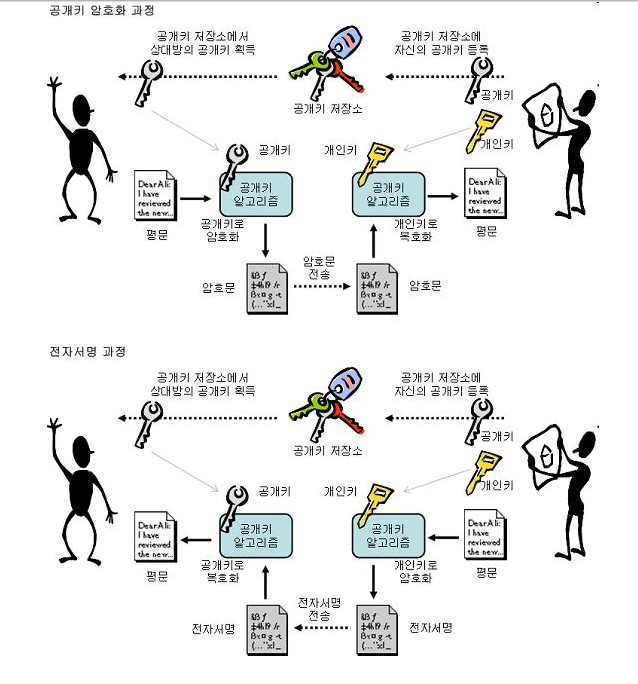 공개키 암호화 과정
공개키 저장소에서
상대방의 공개키 획득
공개키 저장소에
자신의 공개키 등록
공개키 저장소
공개키
개인키
공개키
개인키
DearAli:
I have
reviewed
the new...
평문
공개키
알고리즘
공개키로
암호화
공개키
알고리즘
개인키로
복호화
DearAli:
I have
reviewed
the new...
평문
암호문
암호문
전송
암호문
전자서명 과정
공개키 저장소에서
상대방의 공개키 획득
공개키 저장소에
자신의 공개키 등록
공개키 저장소
공개키
개인키
공개키
개인키
DearAli:
I have
reviewed
the new...
평문
공개키
알고리즘
공개키로
복호화
공개키
알고리즘
개인키로
암호화
DearAli:
I have
reviewed
the new...
평문
전자서명
전자서명
전송
전자서명